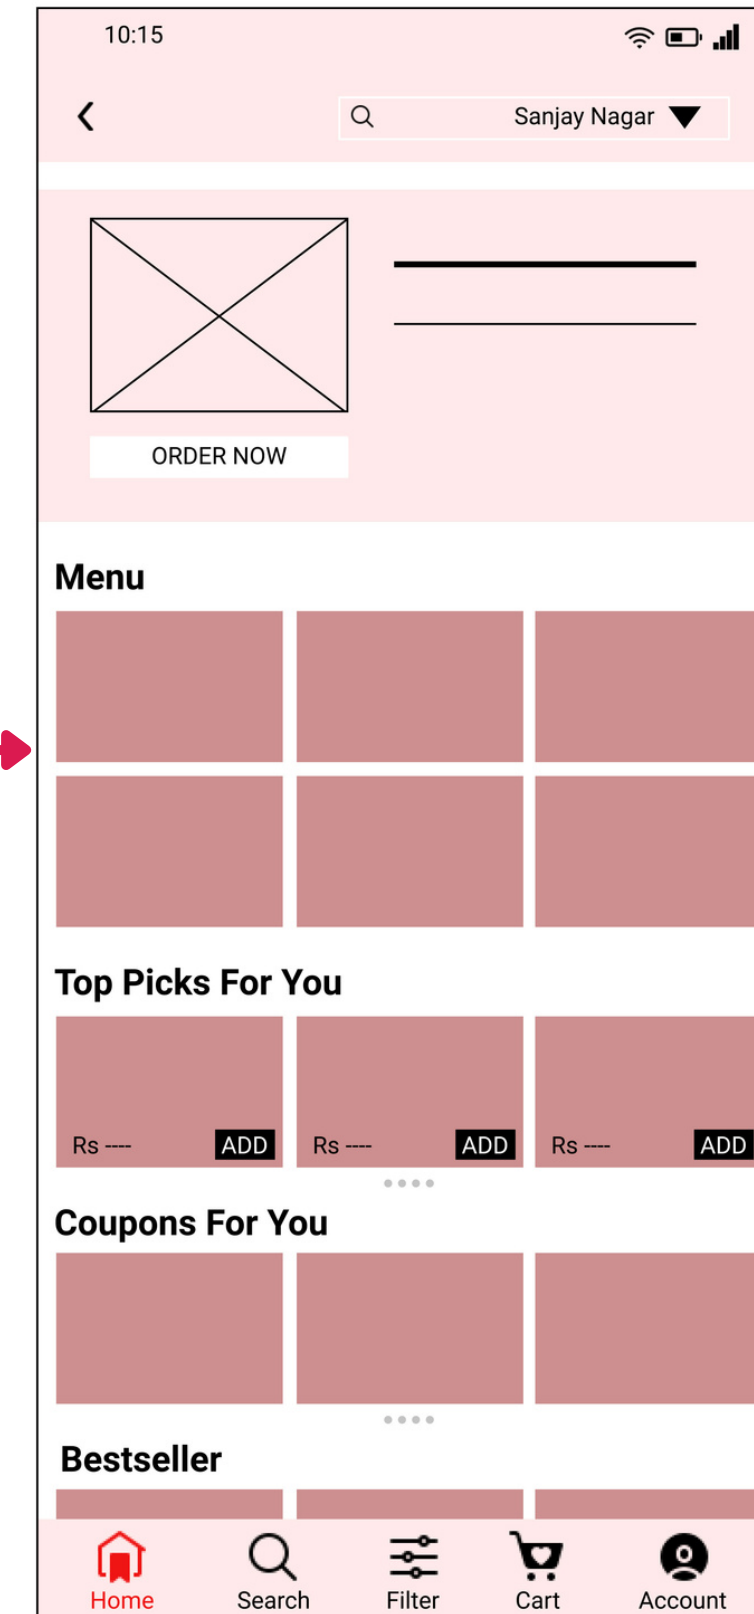 10:15
Sanjay Nagar
ORDER NOW
Menu
Top Picks For You
Rs ---- ADD Rs ---- ADD Rs ---- ADD
Coupons For You
Bestseller
Home Search Filter Cart Account